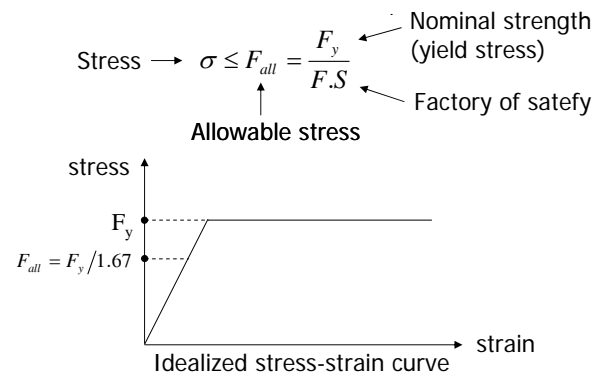 Nominal strength
(yield stress)
Stress → σ ≤ F_all = F_y / F.S
Factory of satefy
Allowable stress
stress
F_y
F_all = F_y/1.67
strain
Idealized stress-strain curve